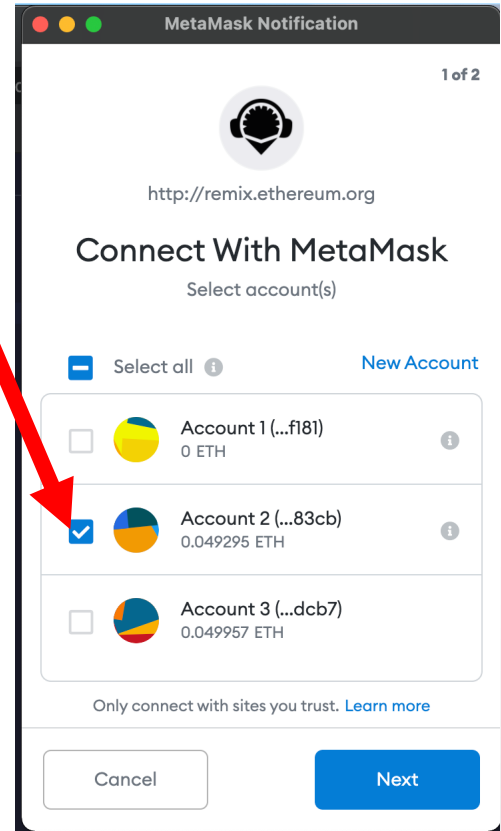 MetaMask Notification
1 of 2
http://remix.ethereum.org
Connect With MetaMask
Select account(s)
Select all
New Account
Account 1 (...f181)
0 ETH
Account 2 (...83cb)
0.049295 ETH
Account 3 (...dcb7)
0.049957 ETH
Only connect with sites you trust. Learn more
Cancel
Next